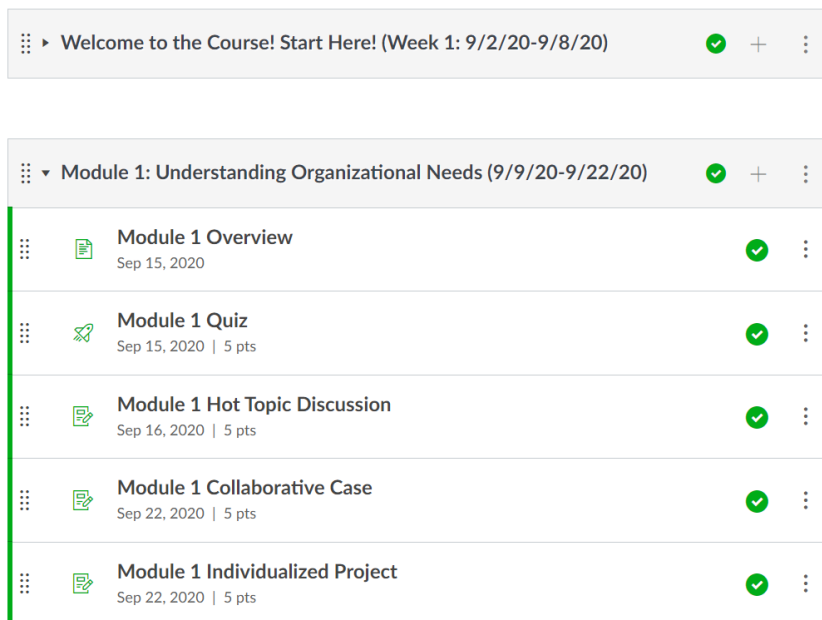 Welcome to the Course! Start Here! (Week 1: 9/2/20-9/8/20)
Module 1: Understanding Organizational Needs (9/9/20-9/22/20)
Module 1 Overview
Sep 15, 2020
Module 1 Quiz
Sep 15, 2020 | 5 pts
Module 1 Hot Topic Discussion
Sep 16, 2020 | 5 pts
Module 1 Collaborative Case
Sep 22, 2020 | 5 pts
Module 1 Individualized Project
Sep 22, 2020 | 5 pts